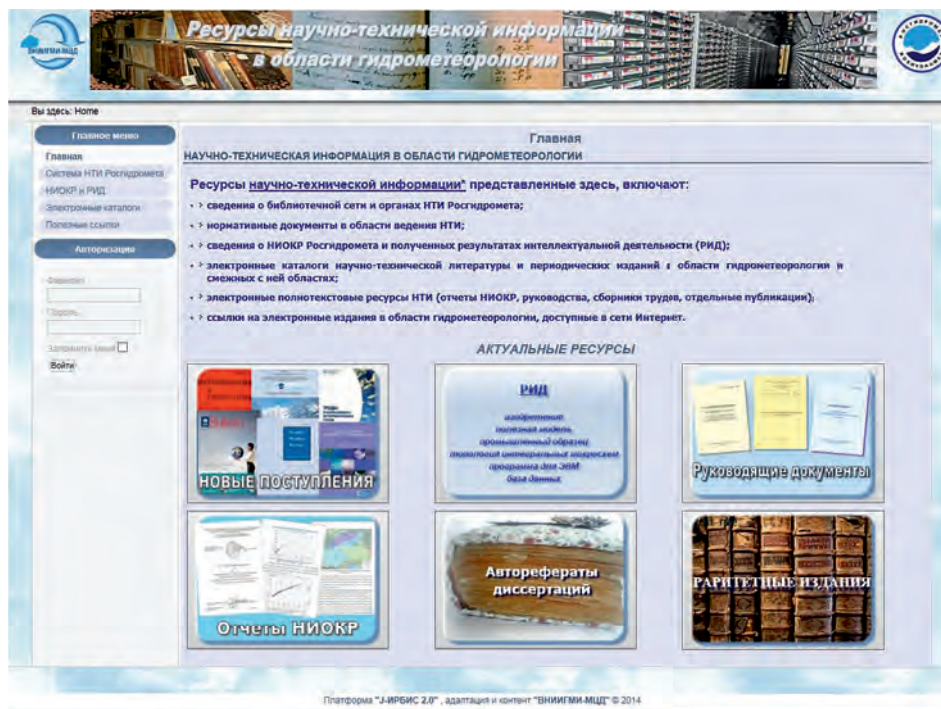 Ресурсы научно-технической информации
в области гидрометеорологии
ВНИИГМИ-МЦД
Вы здесь: Home
Главное меню
Главная
Система НТИ Росгидромета
НИОКР и РИД
Электронные каталоги
Полезные ссылки
Авторизация
Фамилия
Пароль
Запомнить меня
Войти
Главная
НАУЧНО-ТЕХНИЧЕСКАЯ ИНФОРМАЦИЯ В ОБЛАСТИ ГИДРОМЕТЕОРОЛОГИИ
Ресурсы научно-технической информации* представленные здесь, включают:
сведения о библиотечной сети и органах НТИ Росгидромета;
нормативные документы в области ведения НТИ;
сведения о НИОКР Росгидромета и полученных результатах интеллектуальной деятельности (РИД);
электронные каталоги научно-технической литературы и периодических изданий в области гидрометеорологии и
смежных с ней областях;
электронные полнотекстовые ресурсы НТИ (отчеты НИОКР, руководства, сборники трудов, отдельные публикации);
ссылки на электронные издания в области гидрометеорологии, доступные в сети Интернет.
АКТУАЛЬНЫЕ РЕСУРСЫ
НОВЫЕ ПОСТУПЛЕНИЯ
РИД
изобретение
полезная модель
промышленный образец
топология интегральных микросхем
программа для ЭВМ
база данных
Руководящие документы
Отчеты НИОКР
Авторефераты
диссертаций
РАРИТЕТНЫЕ ИЗДАНИЯ
Платформа "J-ИРБИС 2.0" , адаптация и контент "ВНИИГМИ-МЦД" © 2014